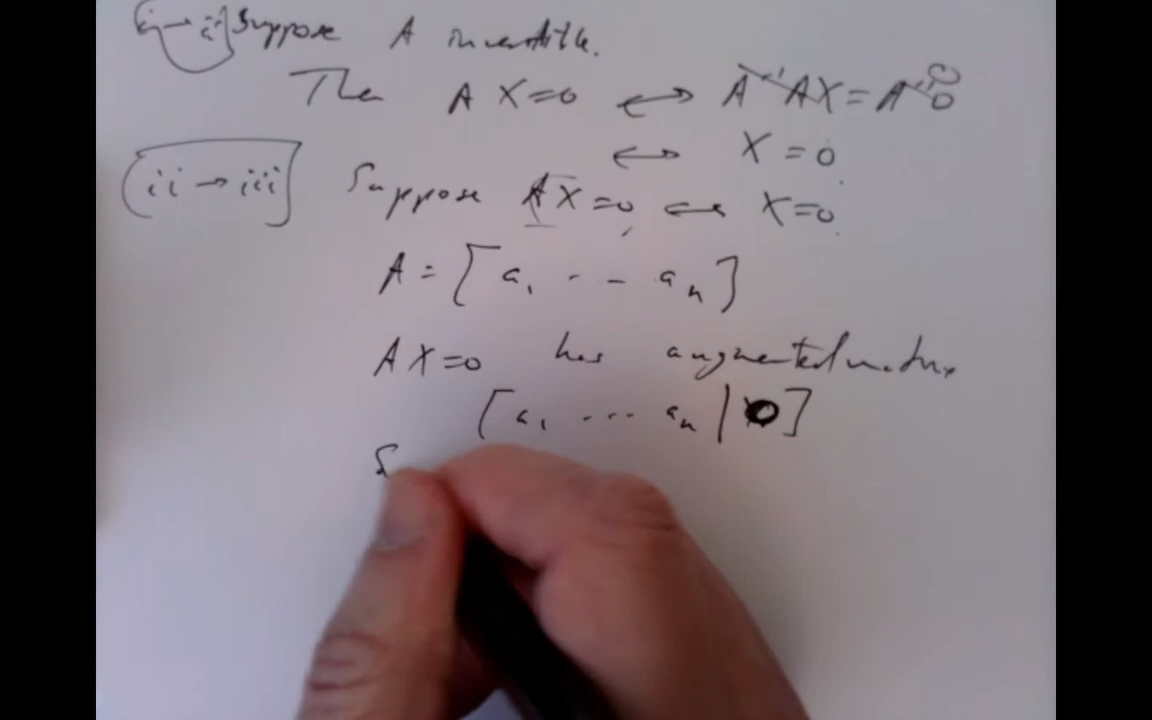 i → ii Suppose A invertible.
Then A X=0 ↔ A⁻¹AX = A⁻¹0
↔ X = 0.
ii → iii Suppose AX=0 ↔ X=0.
A = [a₁ ... aₙ]
AX=0 has augmented matrix
[a₁ ... aₙ | 0]
S